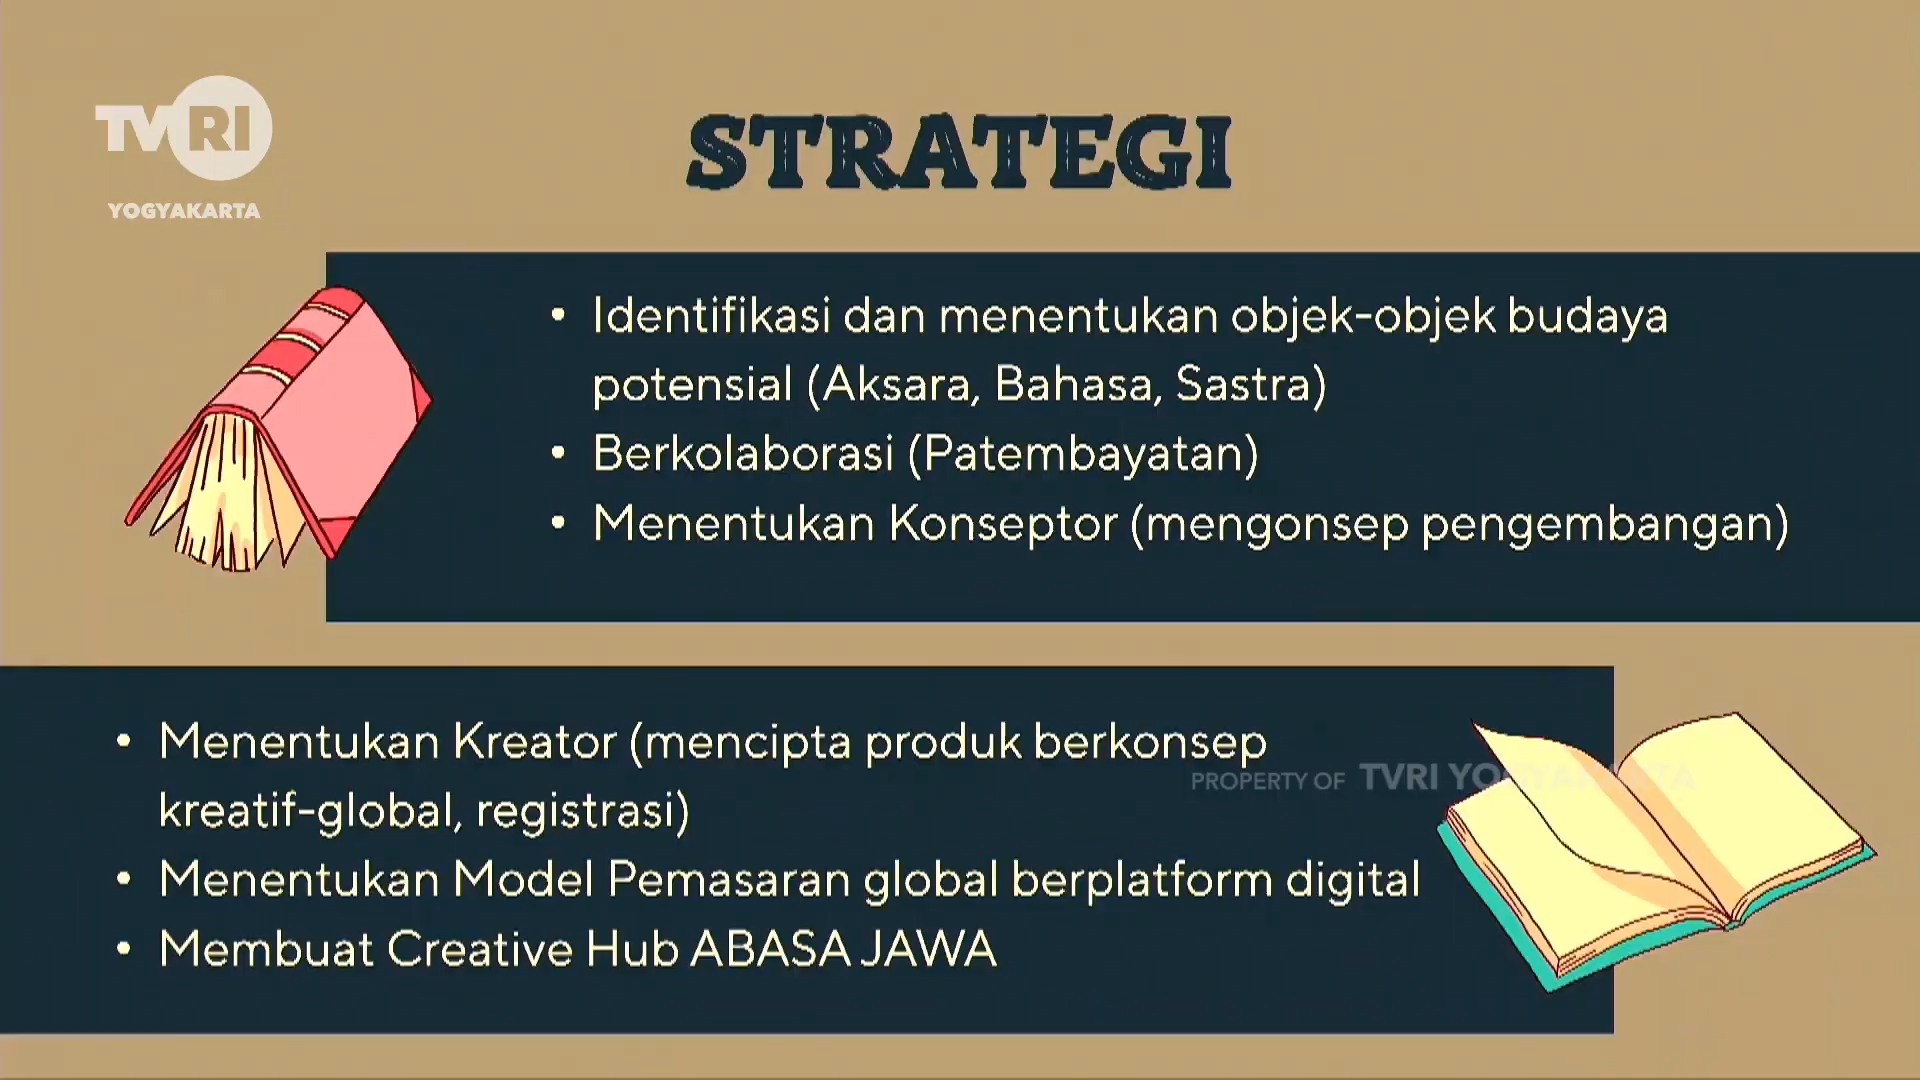 TVRI
YOGYAKARTA
STRATEGI
• Identifikasi dan menentukan objek-objek budaya
potensial (Aksara, Bahasa, Sastra)
• Berkolaborasi (Patembayatan)
• Menentukan Konseptor (mengonsep pengembangan)
• Menentukan Kreator (mencipta produk berkonsep
kreatif-global, registrasi)
PROPERTY OF TVRI YOGYAKARTA
• Menentukan Model Pemasaran global berplatform digital
• Membuat Creative Hub ABASA JAWA